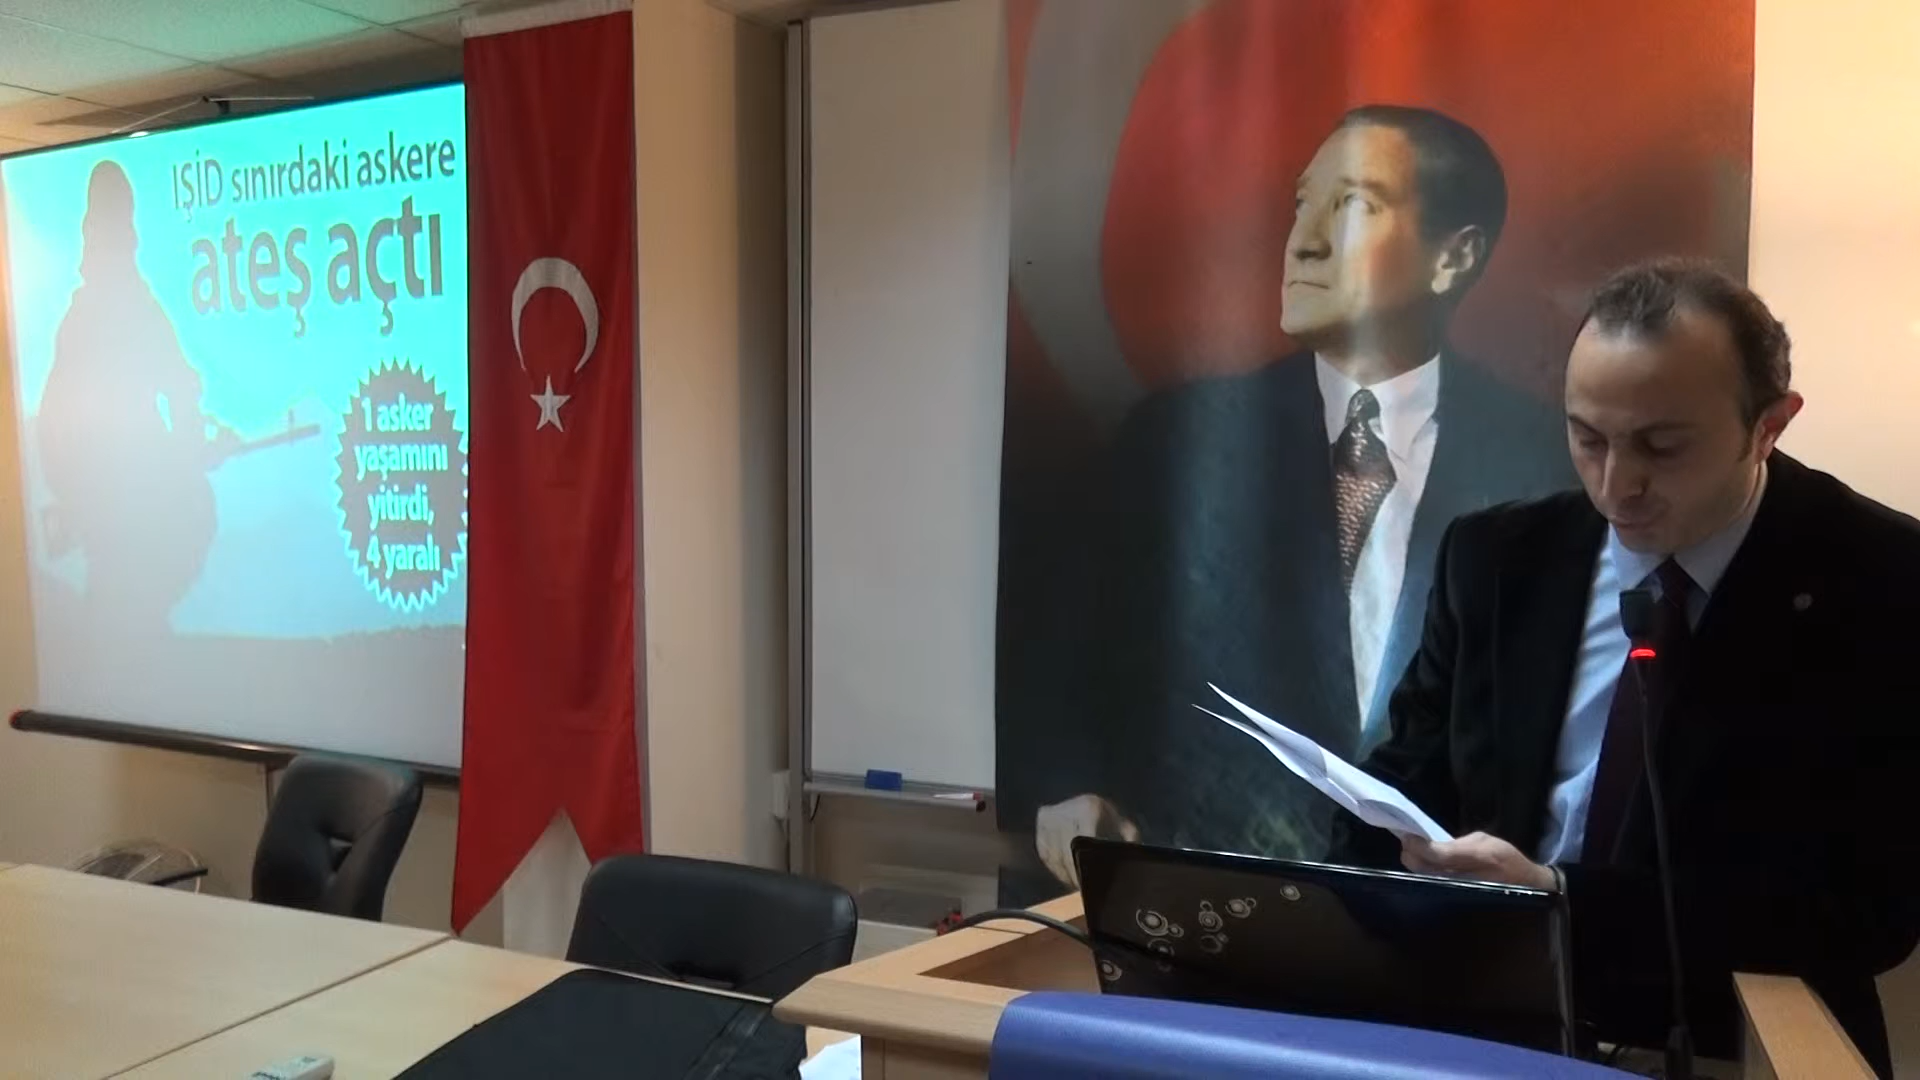 IŞİD sınırdaki askere
ateş açtı
1 asker
yaşamını
yitirdi,
4 yaralı